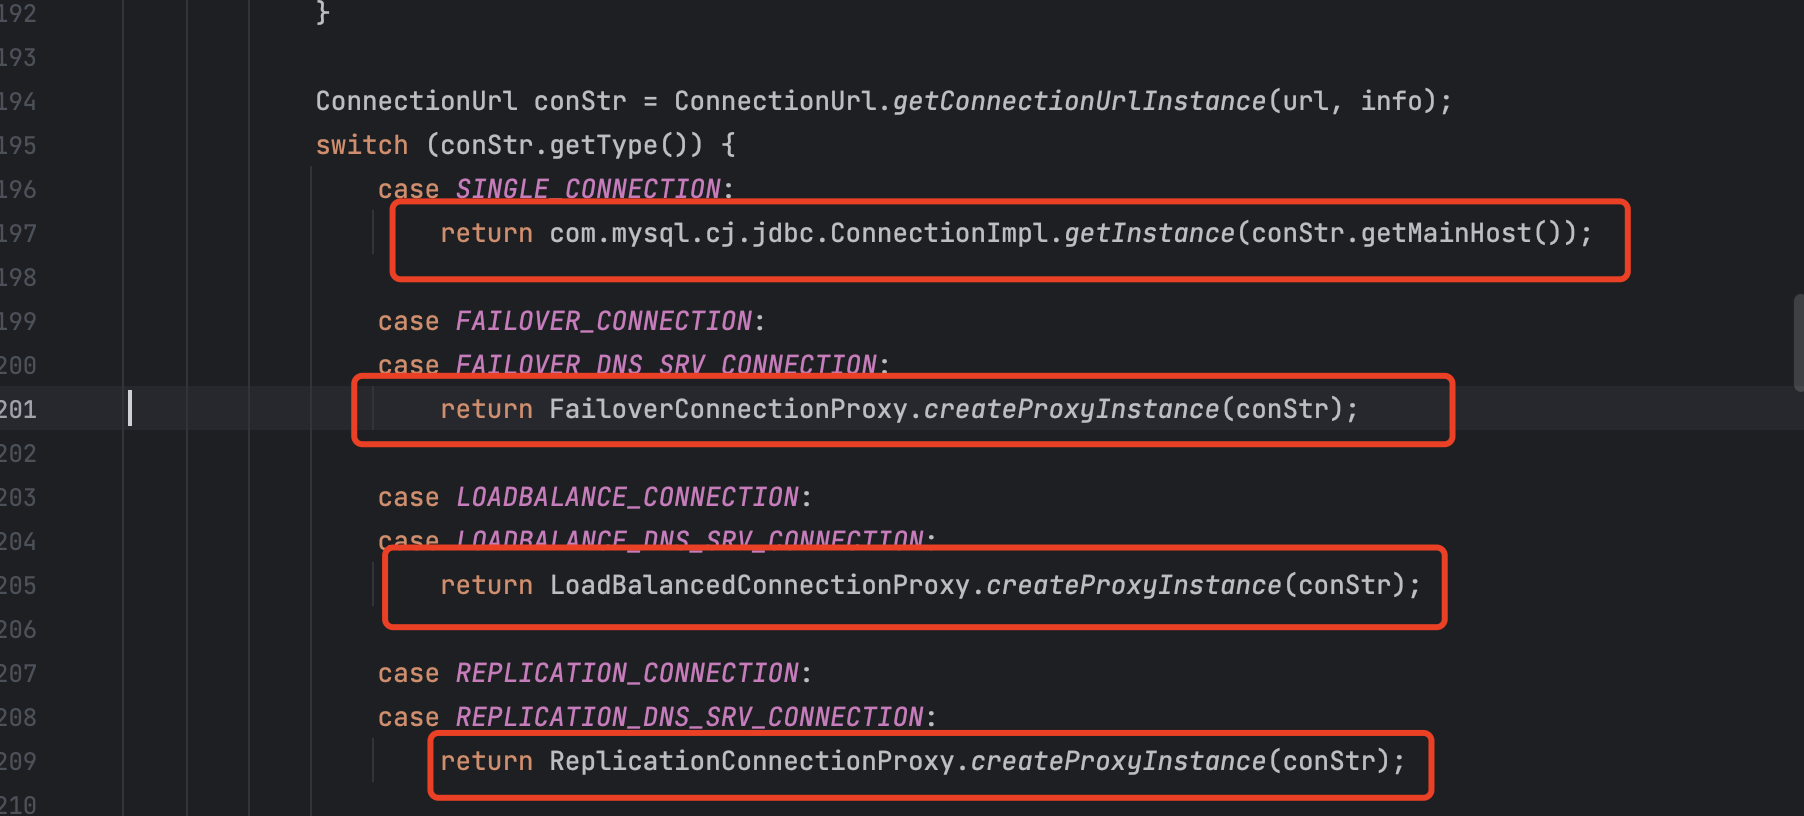 192 }
193
194 ConnectionUrl conStr = ConnectionUrl.getConnectionUrlInstance(url, info);
195 switch (conStr.getType()) {
196 case SINGLE_CONNECTION:
197 return com.mysql.cj.jdbc.ConnectionImpl.getInstance(conStr.getMainHost());
198
199 case FAILOVER_CONNECTION:
200 case FAILOVER_DNS_SRV_CONNECTION:
201 return FailoverConnectionProxy.createProxyInstance(conStr);
202
203 case LOADBALANCE_CONNECTION:
204 case LOADBALANCE_DNS_SRV_CONNECTION:
205 return LoadBalancedConnectionProxy.createProxyInstance(conStr);
206
207 case REPLICATION_CONNECTION:
208 case REPLICATION_DNS_SRV_CONNECTION:
209 return ReplicationConnectionProxy.createProxyInstance(conStr);
210